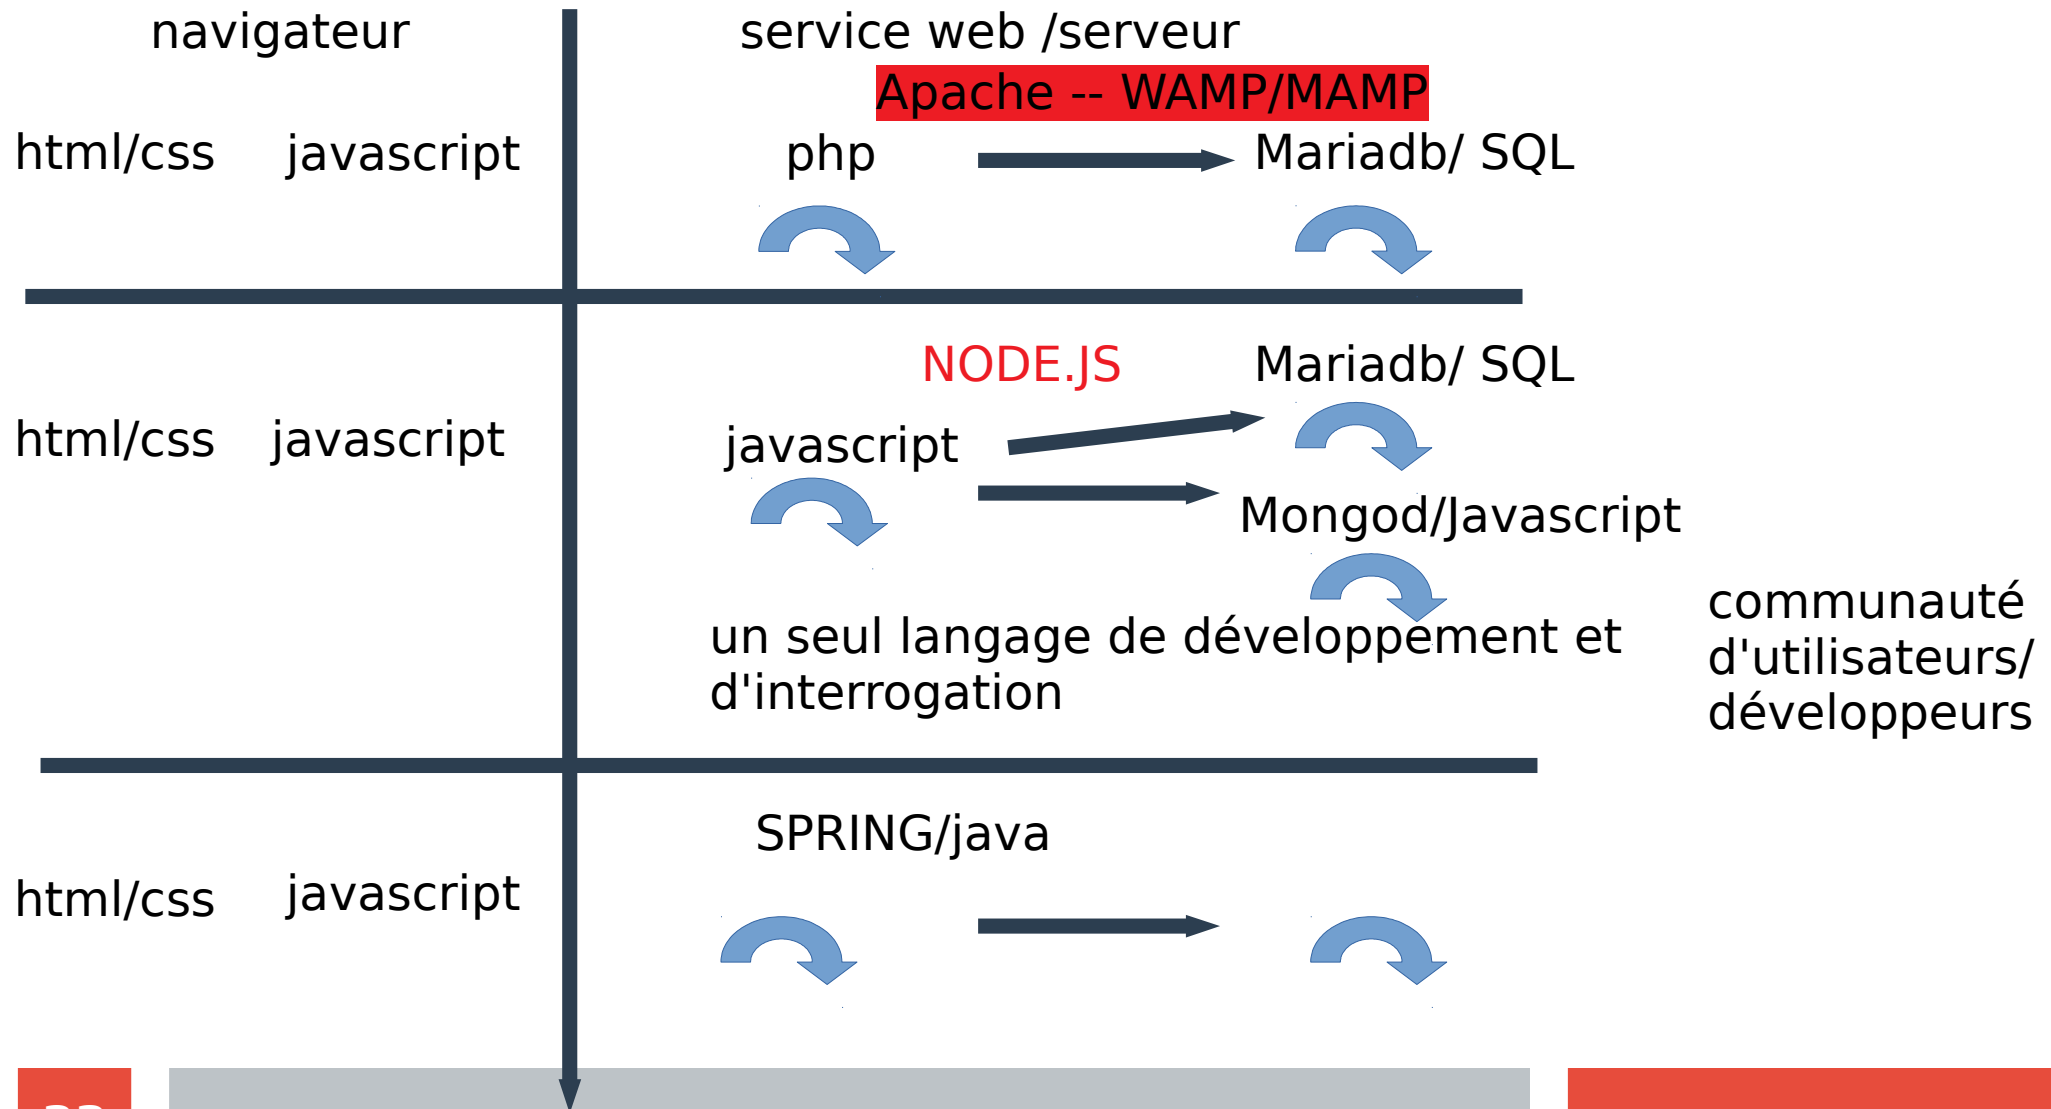 navigateur
service web /serveur
Apache -- WAMP/MAMP
html/css
javascript
php
Mariadb/ SQL
NODE.JS
Mariadb/ SQL
html/css
javascript
javascript
Mongod/Javascript
un seul langage de développement et
d'interrogation
communauté
d'utilisateurs/
développeurs
SPRING/java
html/css
javascript